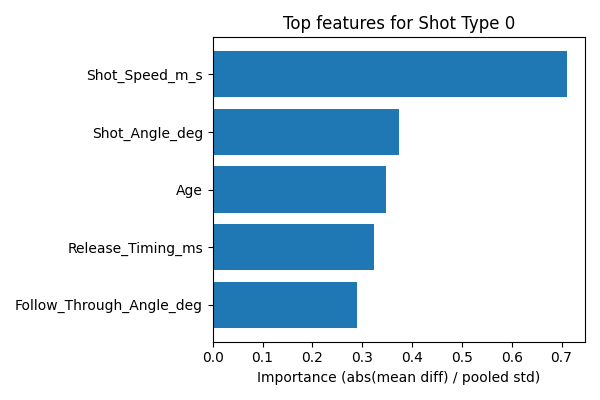 Top features for Shot Type 0
Shot_Speed_m_s
Shot_Angle_deg
Age
Release_Timing_ms
Follow_Through_Angle_deg
0.0 0.1 0.2 0.3 0.4 0.5 0.6 0.7
Importance (abs(mean diff) / pooled std)